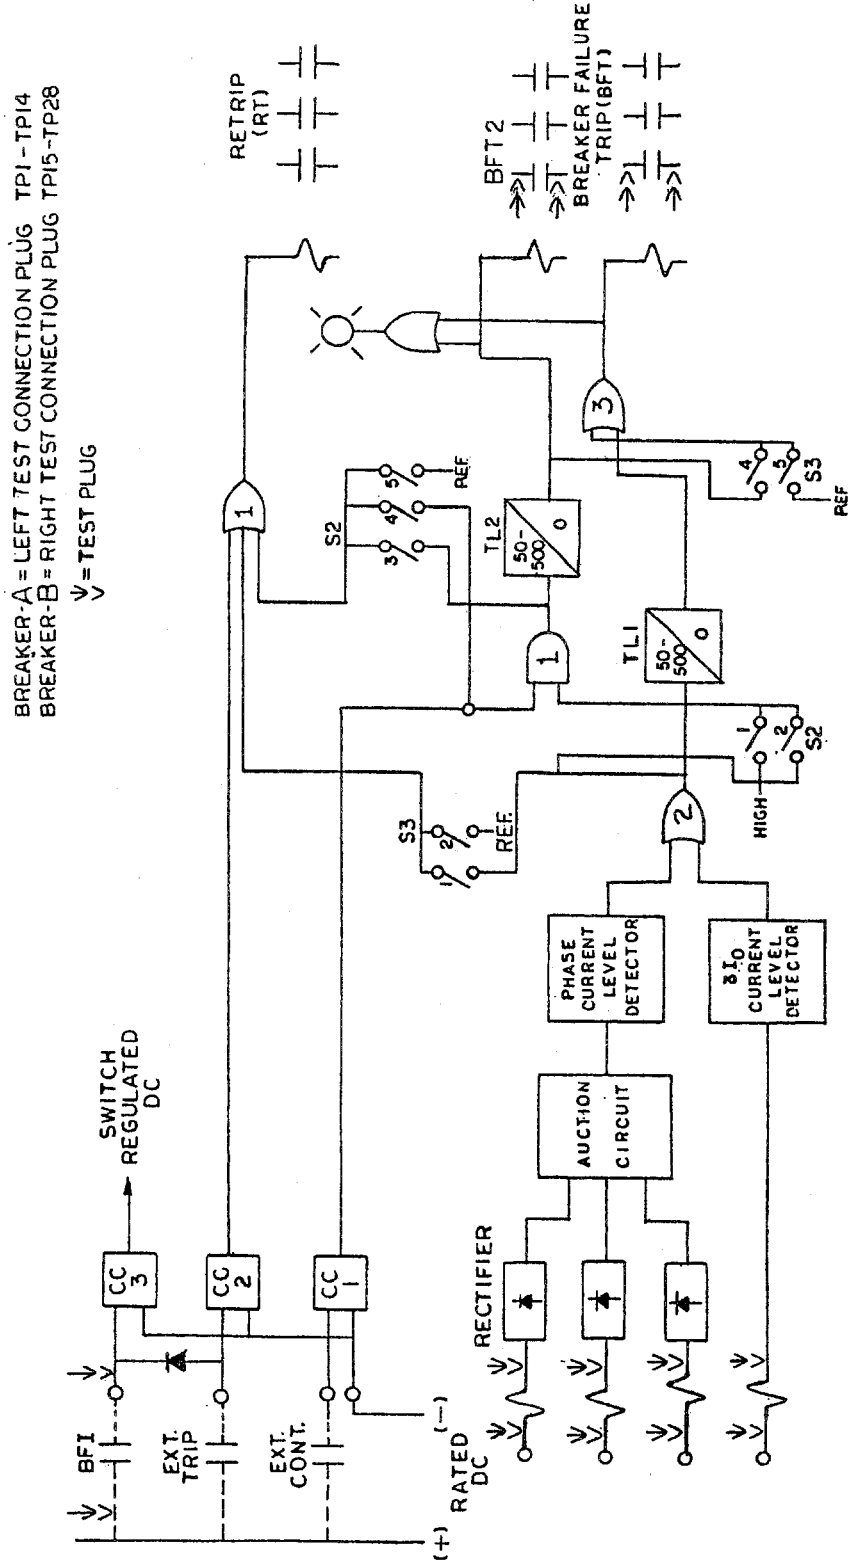 BREAKER-A = LEFT TEST CONNECTION PLUG TP1-TP14
BREAKER-B = RIGHT TEST CONNECTION PLUG TP15-TP28
= TEST PLUG
BFI
EXT.
TRIP
EXT.
CONT.
(+)
(-)
RATED
DC
CC
3
CC
2
CC
1
SWITCH
REGULATED
DC
RECTIFIER
AUCTION
CIRCUIT
PHASE
CURRENT
LEVEL
DETECTOR
3I0
CURRENT
LEVEL
DETECTOR
2
S3
1
2
REF.
HIGH
1
2
S2
1
TL1
50-
500
0
TL2
50-
500
0
S2
3
4
5
REF.
1
3
4
5
S3
REF
RETRIP
(RT)
BFT2
BREAKER FAILURE
TRIP(BFT)